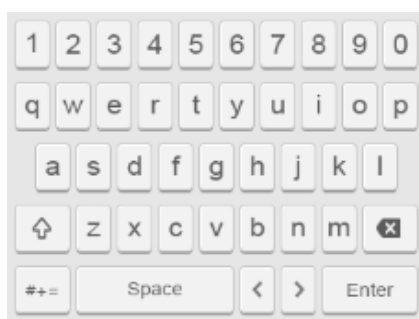 1 2 3 4 5 6 7 8 9 0
q w e r t y u i o p
a s d f g h j k l
z x c v b n m
#+= Space < > Enter